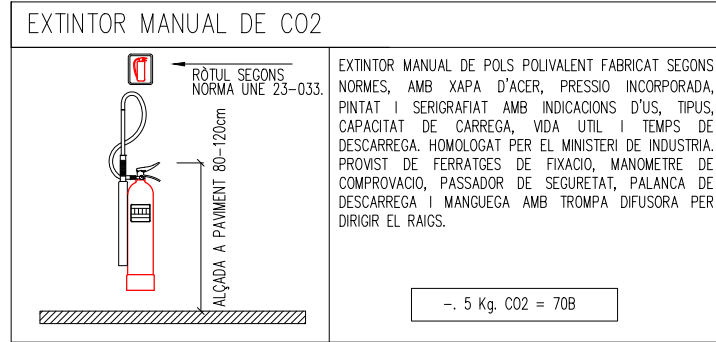 EXTINTOR MANUAL DE CO2
RÒTUL SEGONS
NORMA UNE 23-033.
ALÇADA A PAVIMENT 80-120cm
EXTINTOR MANUAL DE POLS POLIVALENT FABRICAT SEGONS
NORMES, AMB XAPA D'ACER, PRESSIO INCORPORADA,
PINTAT I SERIGRAFIAT AMB INDICACIONS D'US, TIPUS,
CAPACITAT DE CARREGA, VIDA UTIL I TEMPS DE
DESCARREGA. HOMOLOGAT PER EL MINISTERI DE INDUSTRIA.
PROVIST DE FERRATGES DE FIXACIO, MANOMETRE DE
COMPROVACIO, PASSADOR DE SEGURETAT, PALANCA DE
DESCARREGA I MANGUEGA AMB TROMPA DIFUSORA PER
DIRIGIR EL RAIGS.
-. 5 Kg. CO2 = 70B